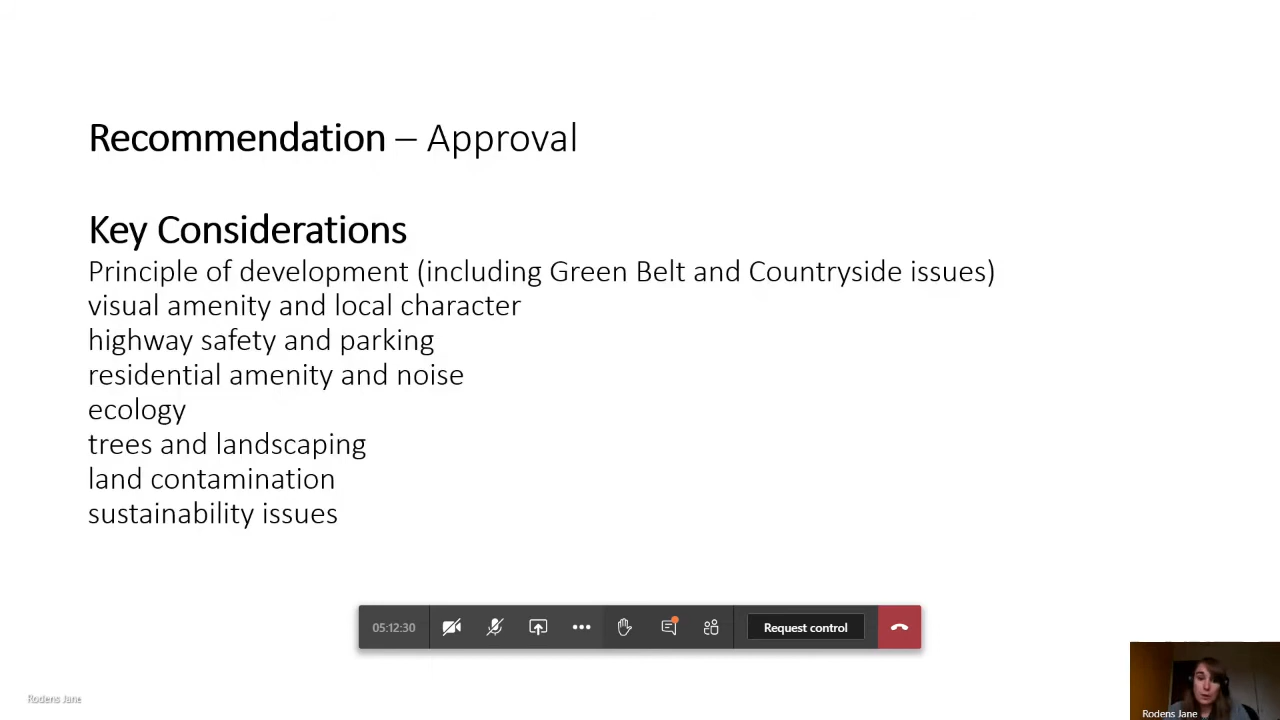 Recommendation – Approval
Key Considerations
Principle of development (including Green Belt and Countryside issues)
visual amenity and local character
highway safety and parking
residential amenity and noise
ecology
trees and landscaping
land contamination
sustainability issues
05:12:30
Request control
Rodens Jane
Rodens Jane